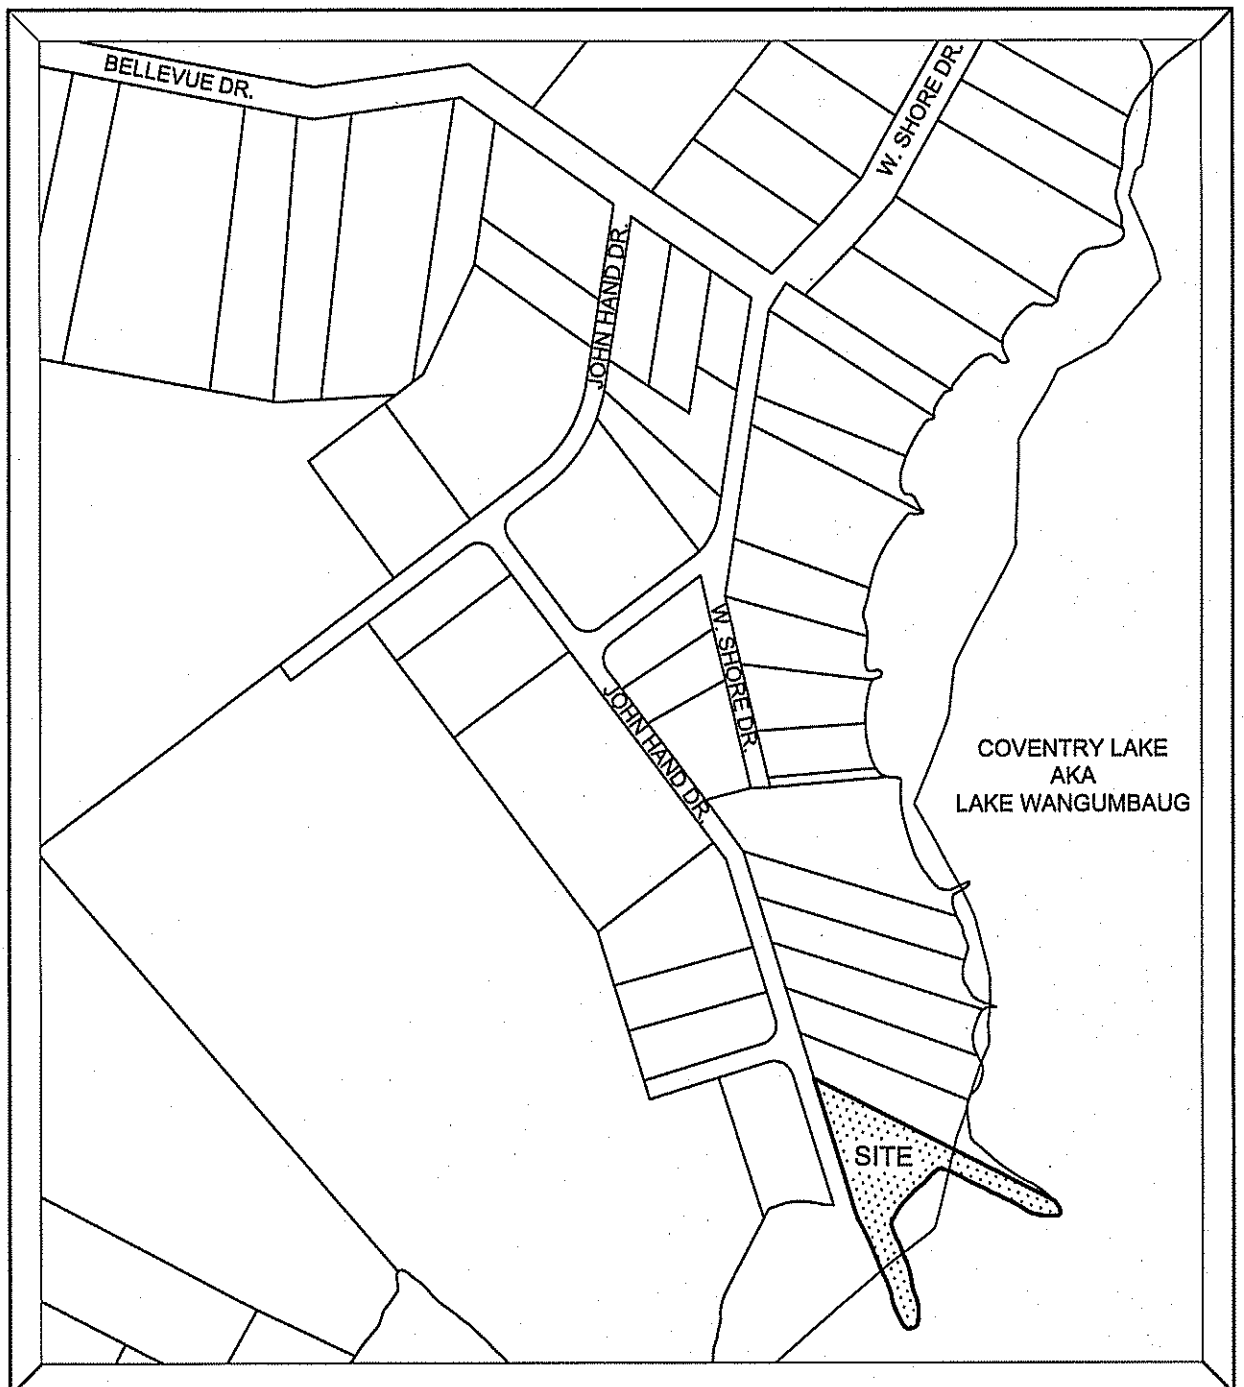 BELLEVUE DR.
W. SHORE DR.
JOHN HAND DR.
W. SHORE DR.
JOHN HAND DR.
COVENTRY LAKE
AKA
LAKE WANGUMBAUG
SITE